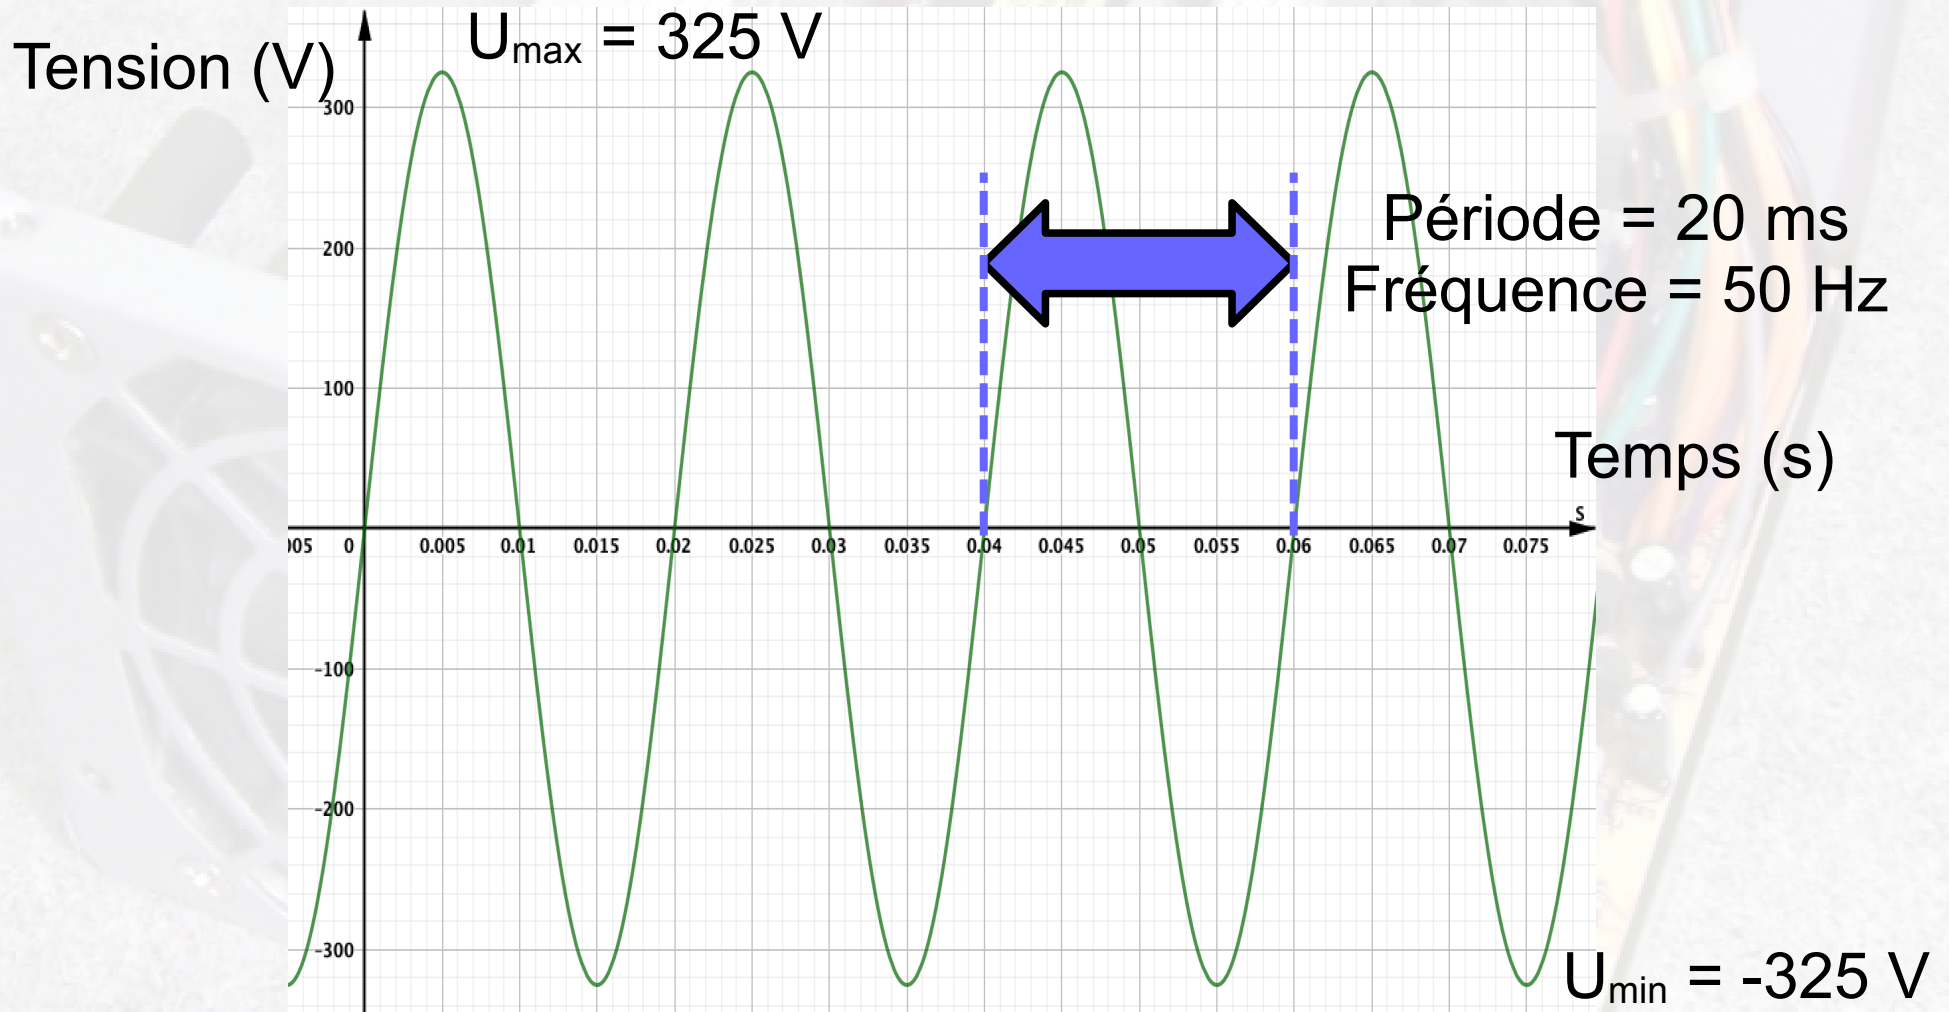 Umax = 325 V
Tension (V)
300
200
100
-100
-200
-300
Période = 20 ms
Fréquence = 50 Hz
Temps (s)
s
005 0 0.005 0.01 0.015 0.02 0.025 0.03 0.035 0.04 0.045 0.05 0.055 0.06 0.065 0.07 0.075
Umin = -325 V